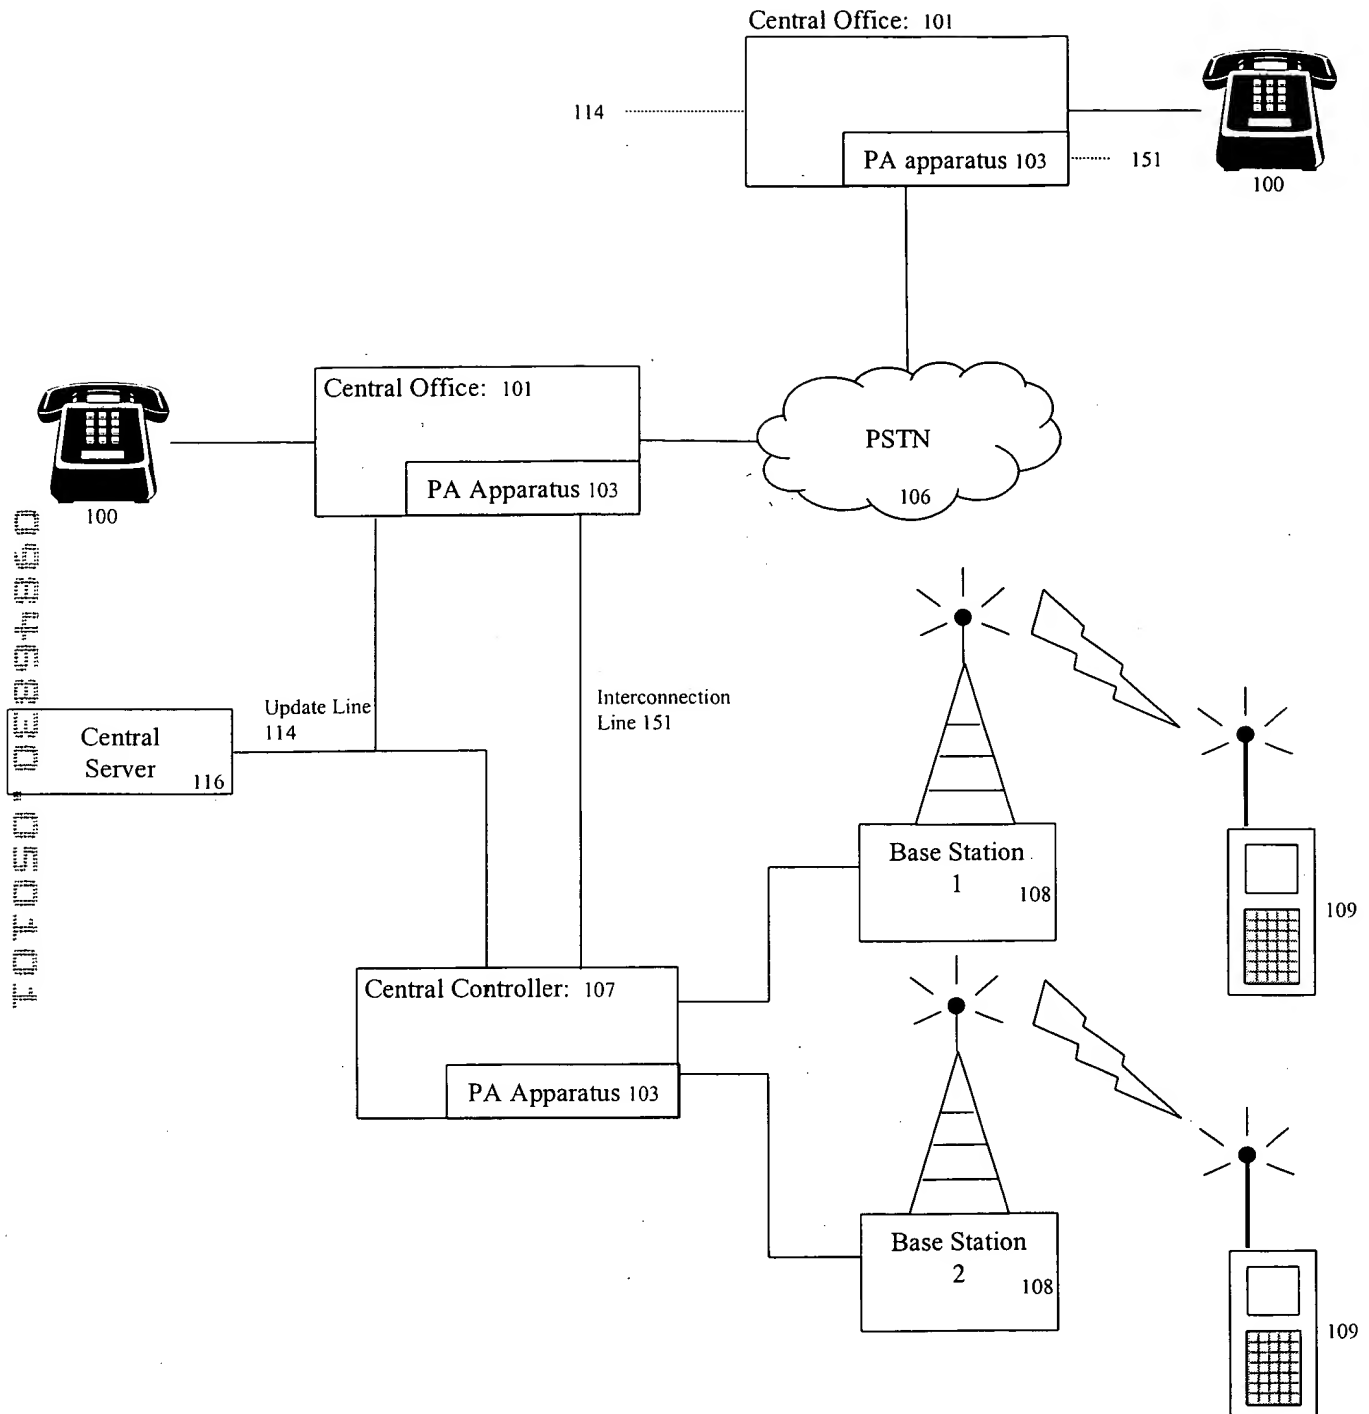 Central Office: 101
114
PA apparatus 103
151
100
Central Office: 101
PA Apparatus 103
100
PSTN
106
Update Line
114
Interconnection
Line 151
Central
Server
116
Base Station
1
108
109
Central Controller: 107
PA Apparatus 103
Base Station
2
108
109